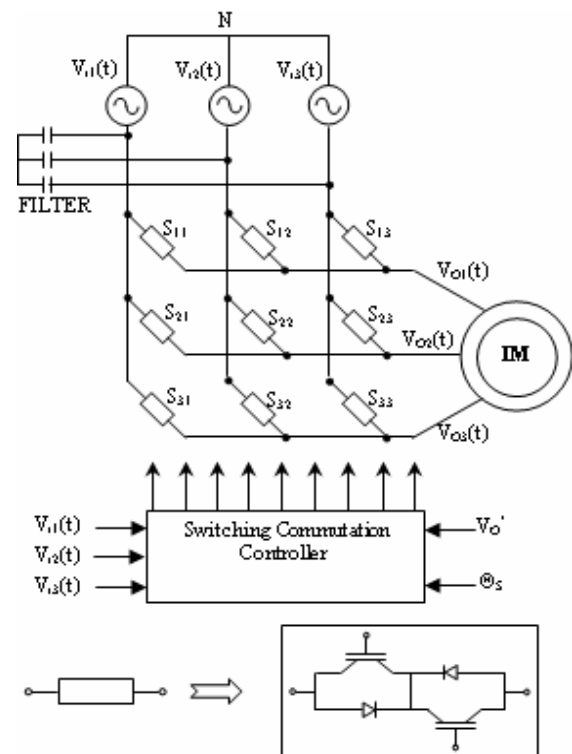 N
Vi1(t)
Vi2(t)
Vi3(t)
FILTER
S11
S12
S13
VO1(t)
S21
S22
S23
VO2(t)
IM
S31
S32
S33
VO3(t)
Vi1(t)
Vi2(t)
Vi3(t)
Switching Commutation
Controller
VO'
ΘS